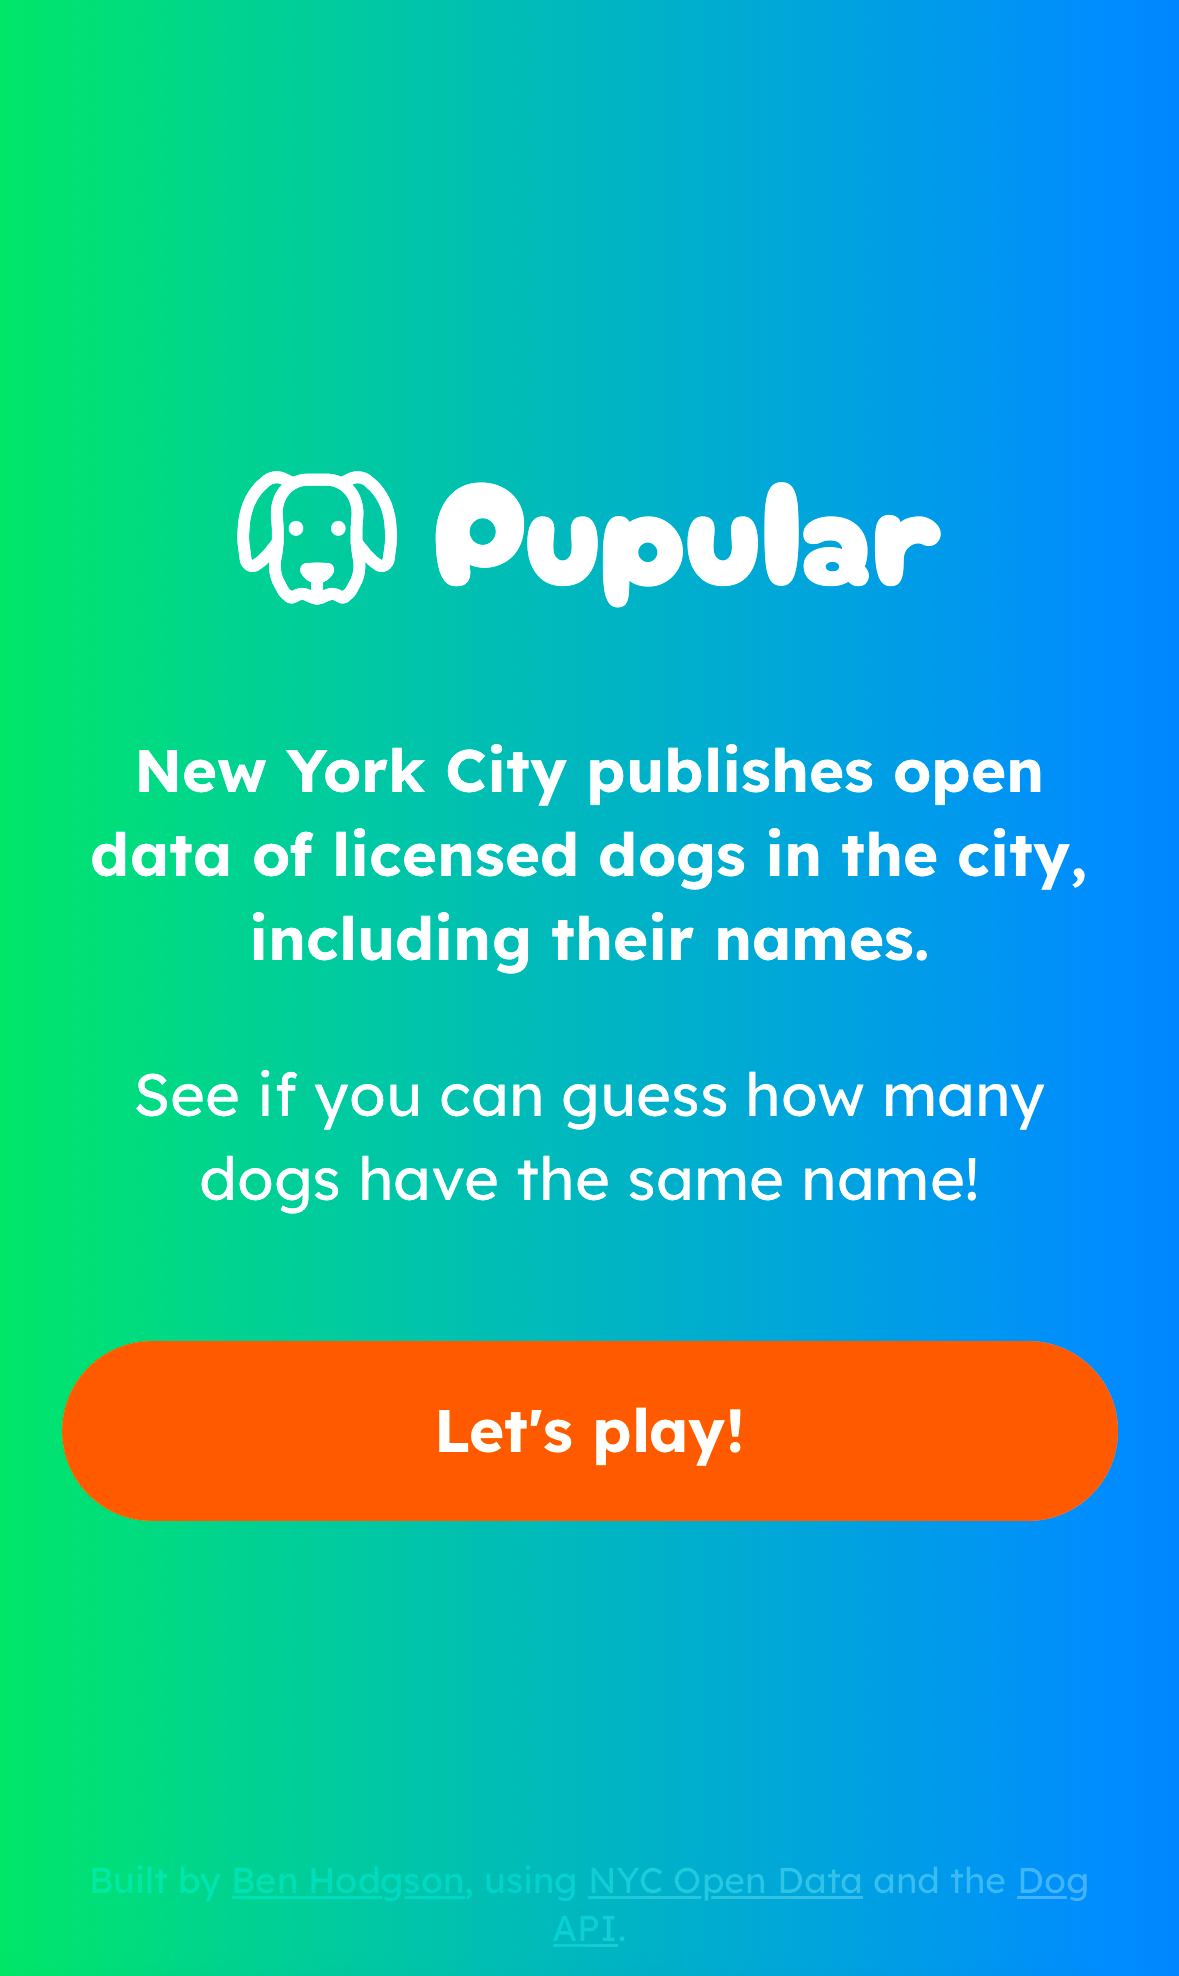 Pupular
New York City publishes open
data of licensed dogs in the city,
including their names.
See if you can guess how many
dogs have the same name!
Let's play!
Built by Ben Hodgson, using NYC Open Data and the Dog
API.